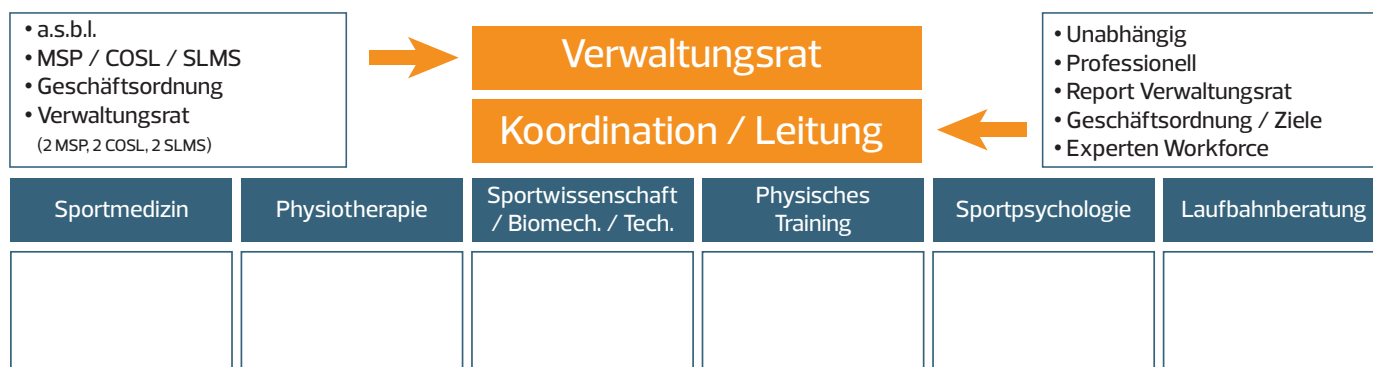 • a.s.b.l.
• MSP / COSL / SLMS
• Geschäftsordnung
• Verwaltungsrat
(2 MSP, 2 COSL, 2 SLMS)
Verwaltungsrat
Koordination / Leitung
• Unabhängig
• Professionell
• Report Verwaltungsrat
• Geschäftsordnung / Ziele
• Experten Workforce
Sportmedizin
Physiotherapie
Sportwissenschaft
/ Biomech. / Tech.
Physisches
Training
Sportpsychologie
Laufbahnberatung